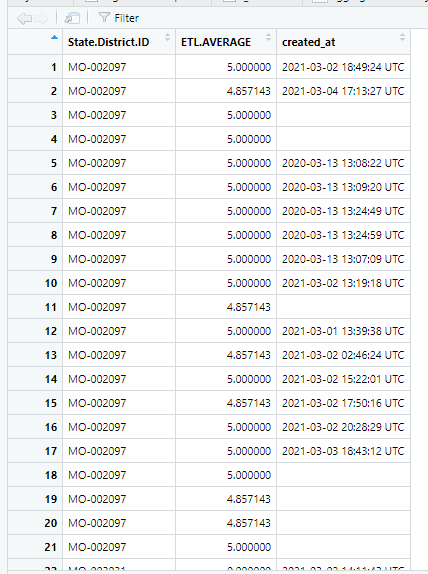 Filter
State.District.ID ETL.AVERAGE created_at
1 MO-002097 5.000000 2021-03-02 18:49:24 UTC
2 MO-002097 4.857143 2021-03-04 17:13:27 UTC
3 MO-002097 5.000000
4 MO-002097 5.000000
5 MO-002097 5.000000 2020-03-13 13:08:22 UTC
6 MO-002097 5.000000 2020-03-13 13:09:20 UTC
7 MO-002097 5.000000 2020-03-13 13:24:49 UTC
8 MO-002097 5.000000 2020-03-13 13:24:59 UTC
9 MO-002097 5.000000 2020-03-13 13:07:09 UTC
10 MO-002097 5.000000 2021-03-02 13:19:18 UTC
11 MO-002097 4.857143
12 MO-002097 5.000000 2021-03-01 13:39:38 UTC
13 MO-002097 4.857143 2021-03-02 02:46:24 UTC
14 MO-002097 5.000000 2021-03-02 15:22:01 UTC
15 MO-002097 4.857143 2021-03-02 17:50:16 UTC
16 MO-002097 5.000000 2021-03-02 20:28:29 UTC
17 MO-002097 5.000000 2021-03-03 18:43:12 UTC
18 MO-002097 5.000000
19 MO-002097 4.857143
20 MO-002097 4.857143
21 MO-002097 5.000000